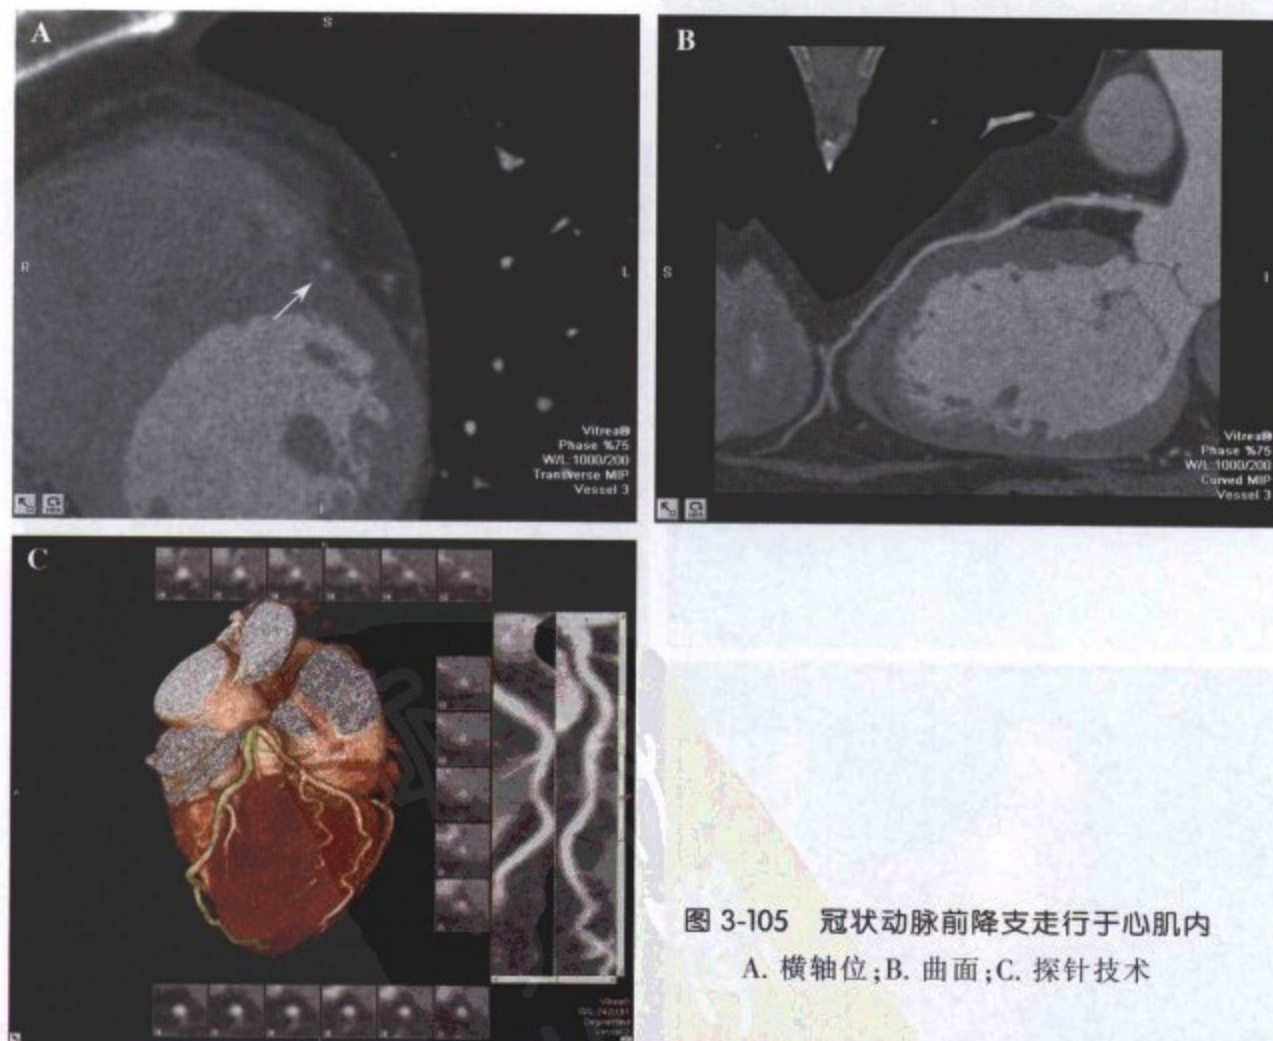 A
S
R
L
I
Vitrea®
Phase %75
W/L:1000/200
Transverse MIP
Vessel 3
B
S
I
Vitrea®
Phase %75
W/L:1000/200
Curved MIP
Vessel 3
C
图 3-105 冠状动脉前降支走行于心肌内
A. 横轴位;B. 曲面;C. 探针技术